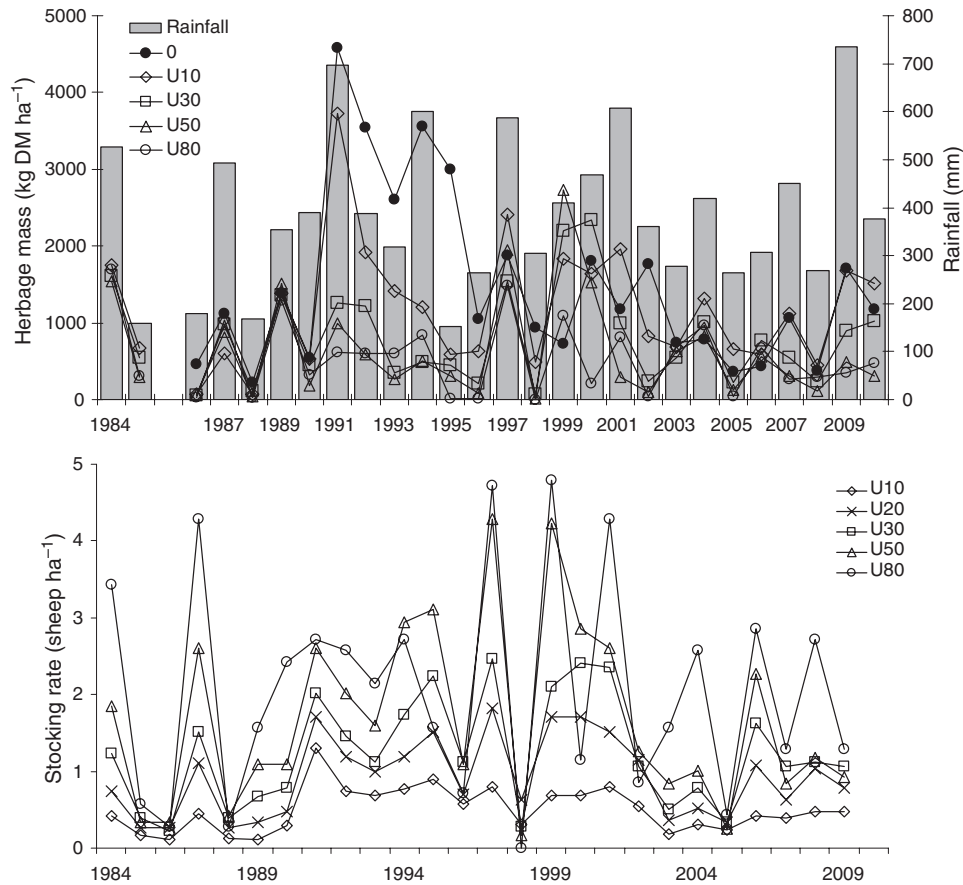 5000
4000
3000
2000
1000
0
Herbage mass (kg DM ha⁻¹)
Rainfall
0
U10
U30
U50
U80
800
700
600
500
400
300
200
100
0
Rainfall (mm)
1984 1987 1989 1991 1993 1995 1997 1999 2001 2003 2005 2007 2009
5
4
3
2
1
0
Stocking rate (sheep ha⁻¹)
U10
U20
U30
U50
U80
1984 1989 1994 1999 2004 2009